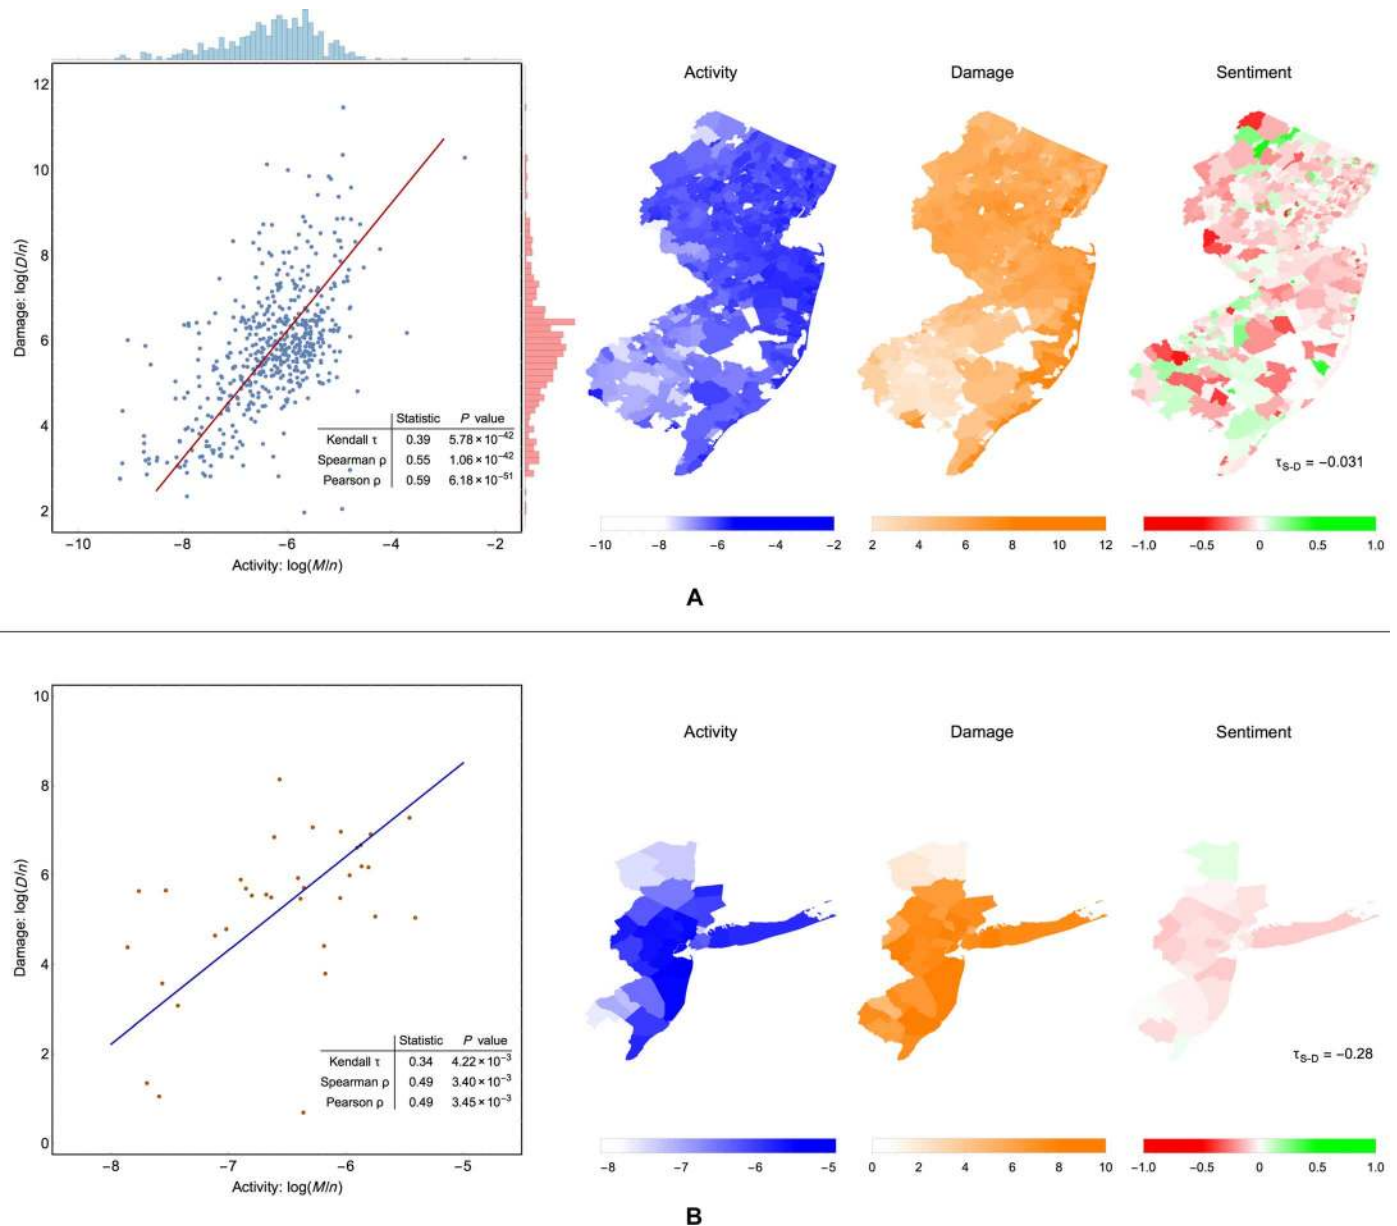 Activity Damage Sentiment
12
10
8
6
4
2
Damage: log(D/n)
Statistic P value
Kendall τ 0.39 5.78 × 10⁻⁴²
Spearman ρ 0.55 1.06 × 10⁻⁴²
Pearson ρ 0.59 6.18 × 10⁻⁵¹
−10 −8 −6 −4 −2
Activity: log(M/n)
τS-D = −0.031
−10 −8 −6 −4 −2
2 4 6 8 10 12
−1.0 −0.5 0 0.5 1.0
A
Activity Damage Sentiment
10
8
6
4
2
0
Damage: log(D/n)
Statistic P value
Kendall τ 0.34 4.22 × 10⁻³
Spearman ρ 0.49 3.40 × 10⁻³
Pearson ρ 0.49 3.45 × 10⁻³
−8 −7 −6 −5
Activity: log(M/n)
τS-D = −0.28
−8 −7 −6 −5
0 2 4 6 8 10
−1.0 −0.5 0 0.5 1.0
B